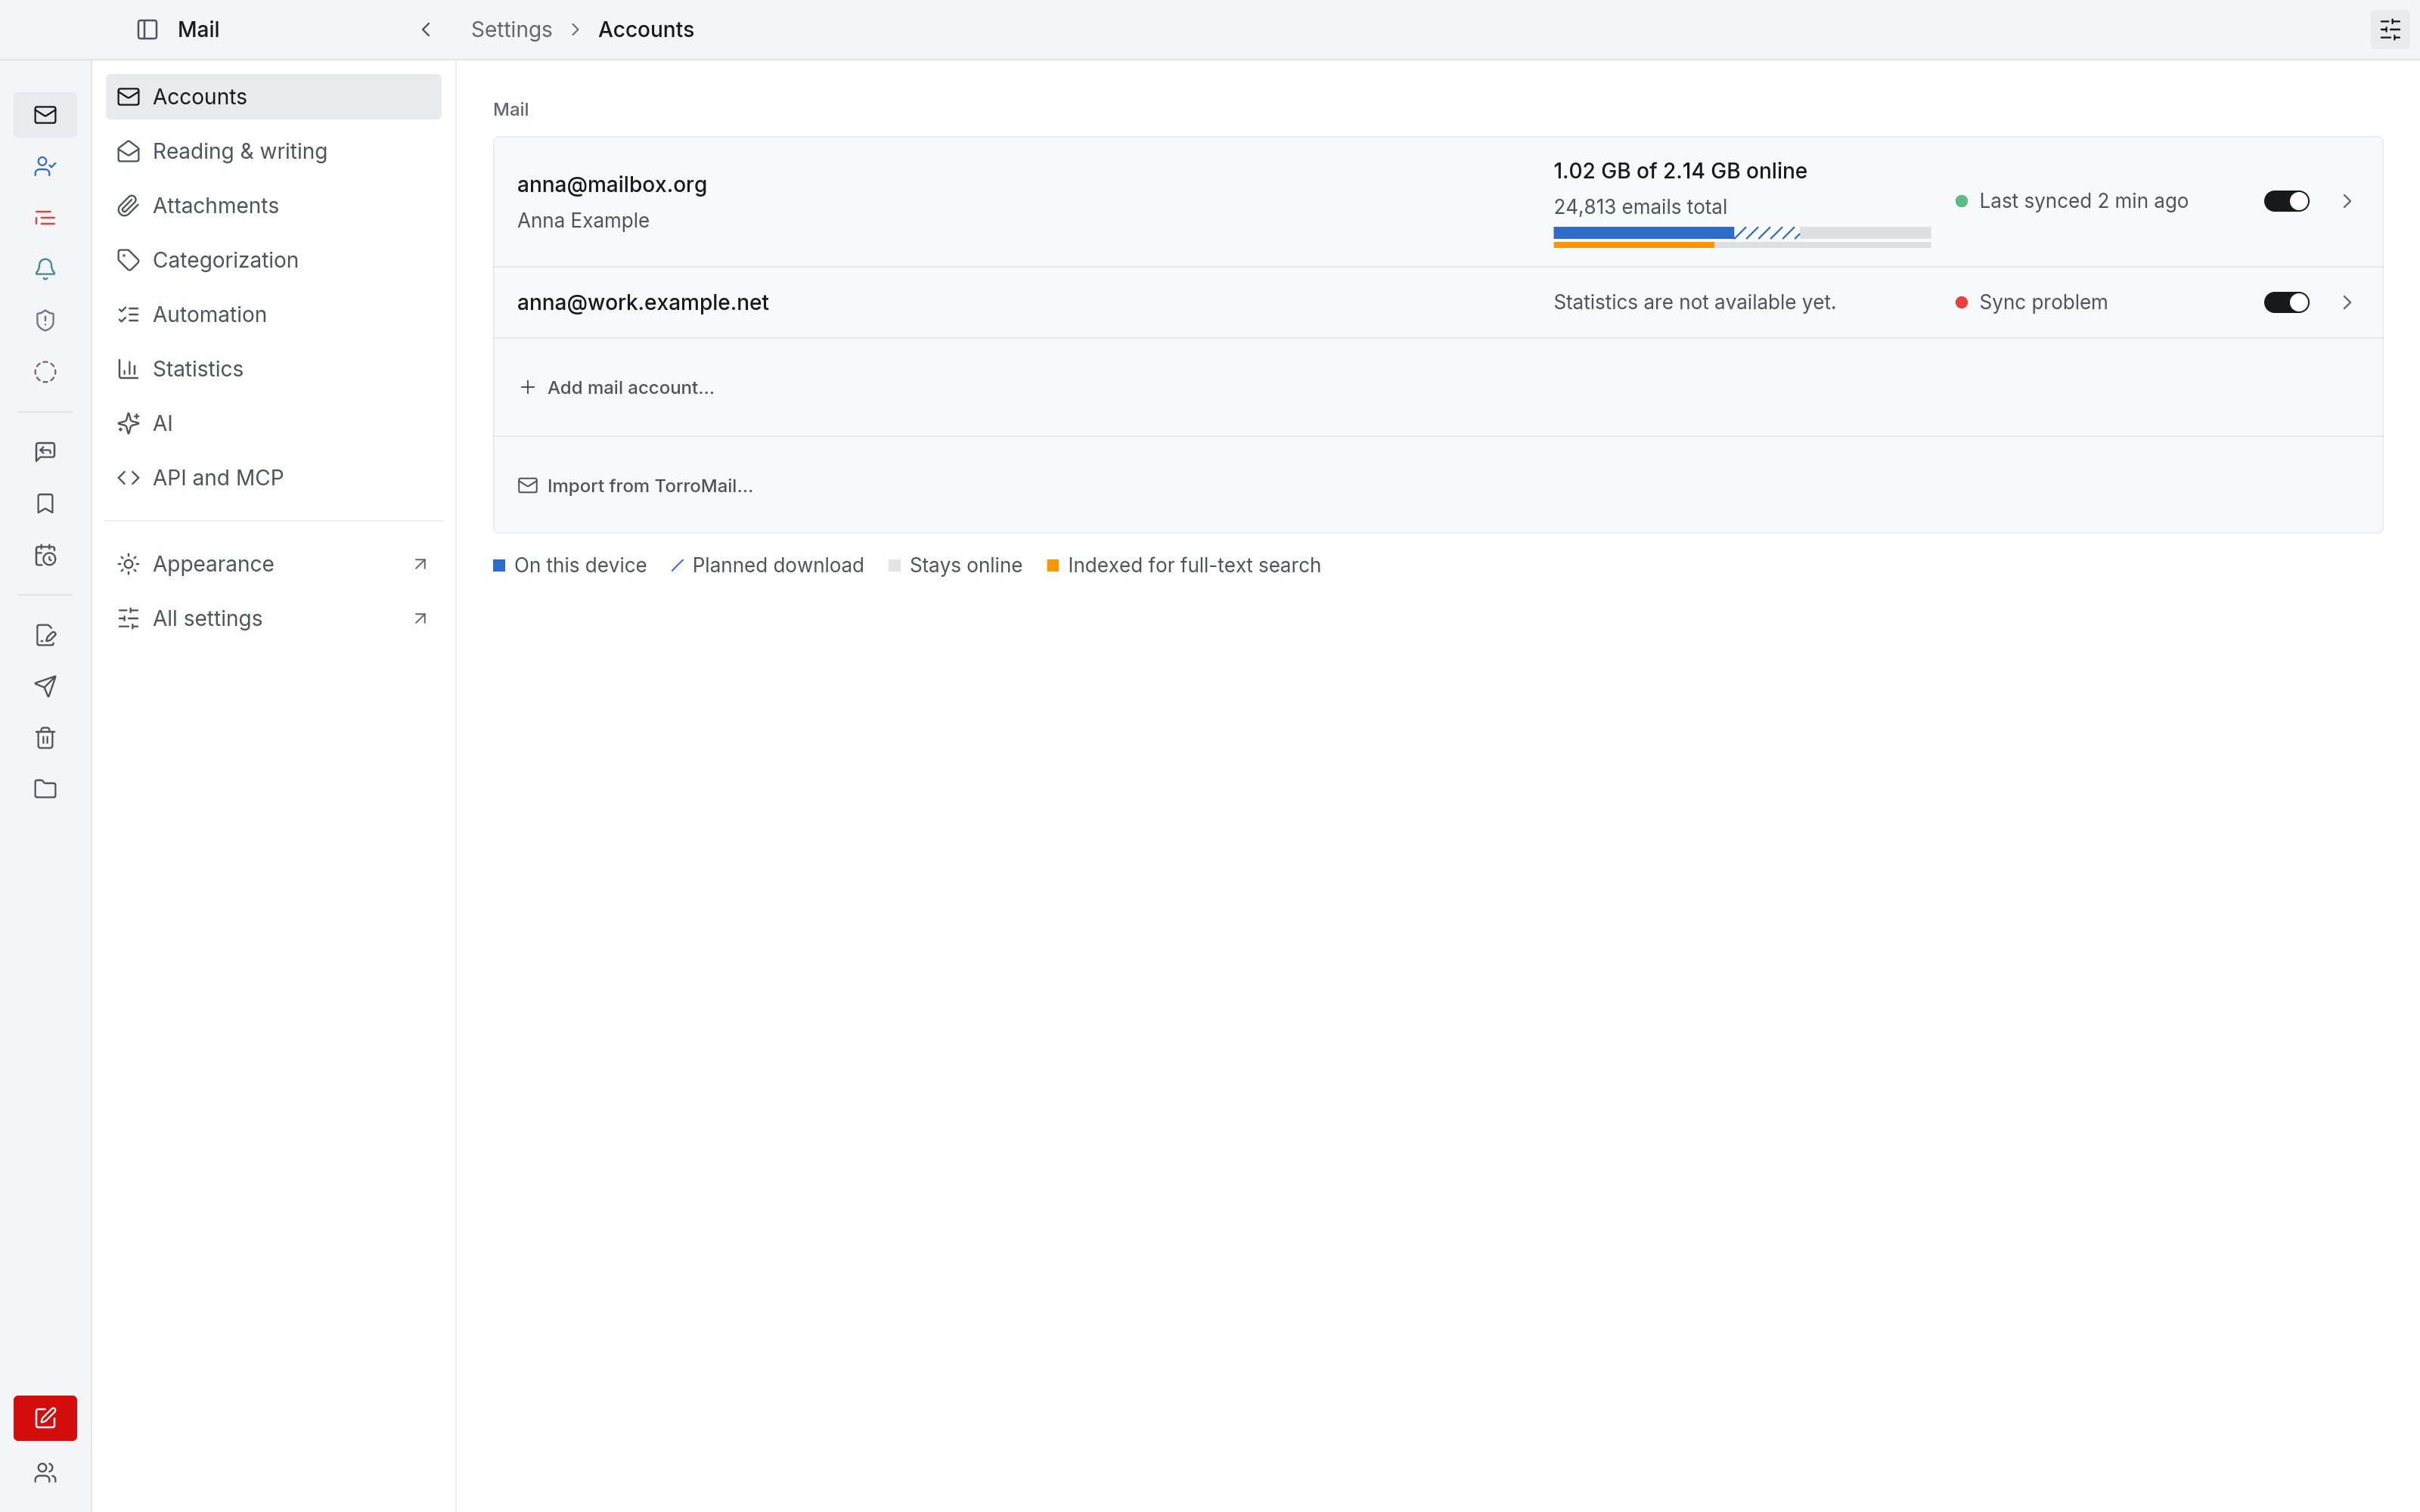 Mail
Settings > Accounts
Accounts
Reading & writing
Attachments
Categorization
Automation
Statistics
AI
API and MCP
Appearance
All settings
Mail
anna@mailbox.org
Anna Example
1.02 GB of 2.14 GB online
24,813 emails total
Last synced 2 min ago
anna@work.example.net
Statistics are not available yet.
Sync problem
Add mail account...
Import from TorroMail...
On this device
Planned download
Stays online
Indexed for full-text search